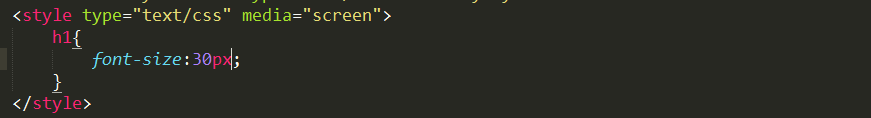 <style type="text/css" media="screen">
h1{
font-size:30px;
}
</style>